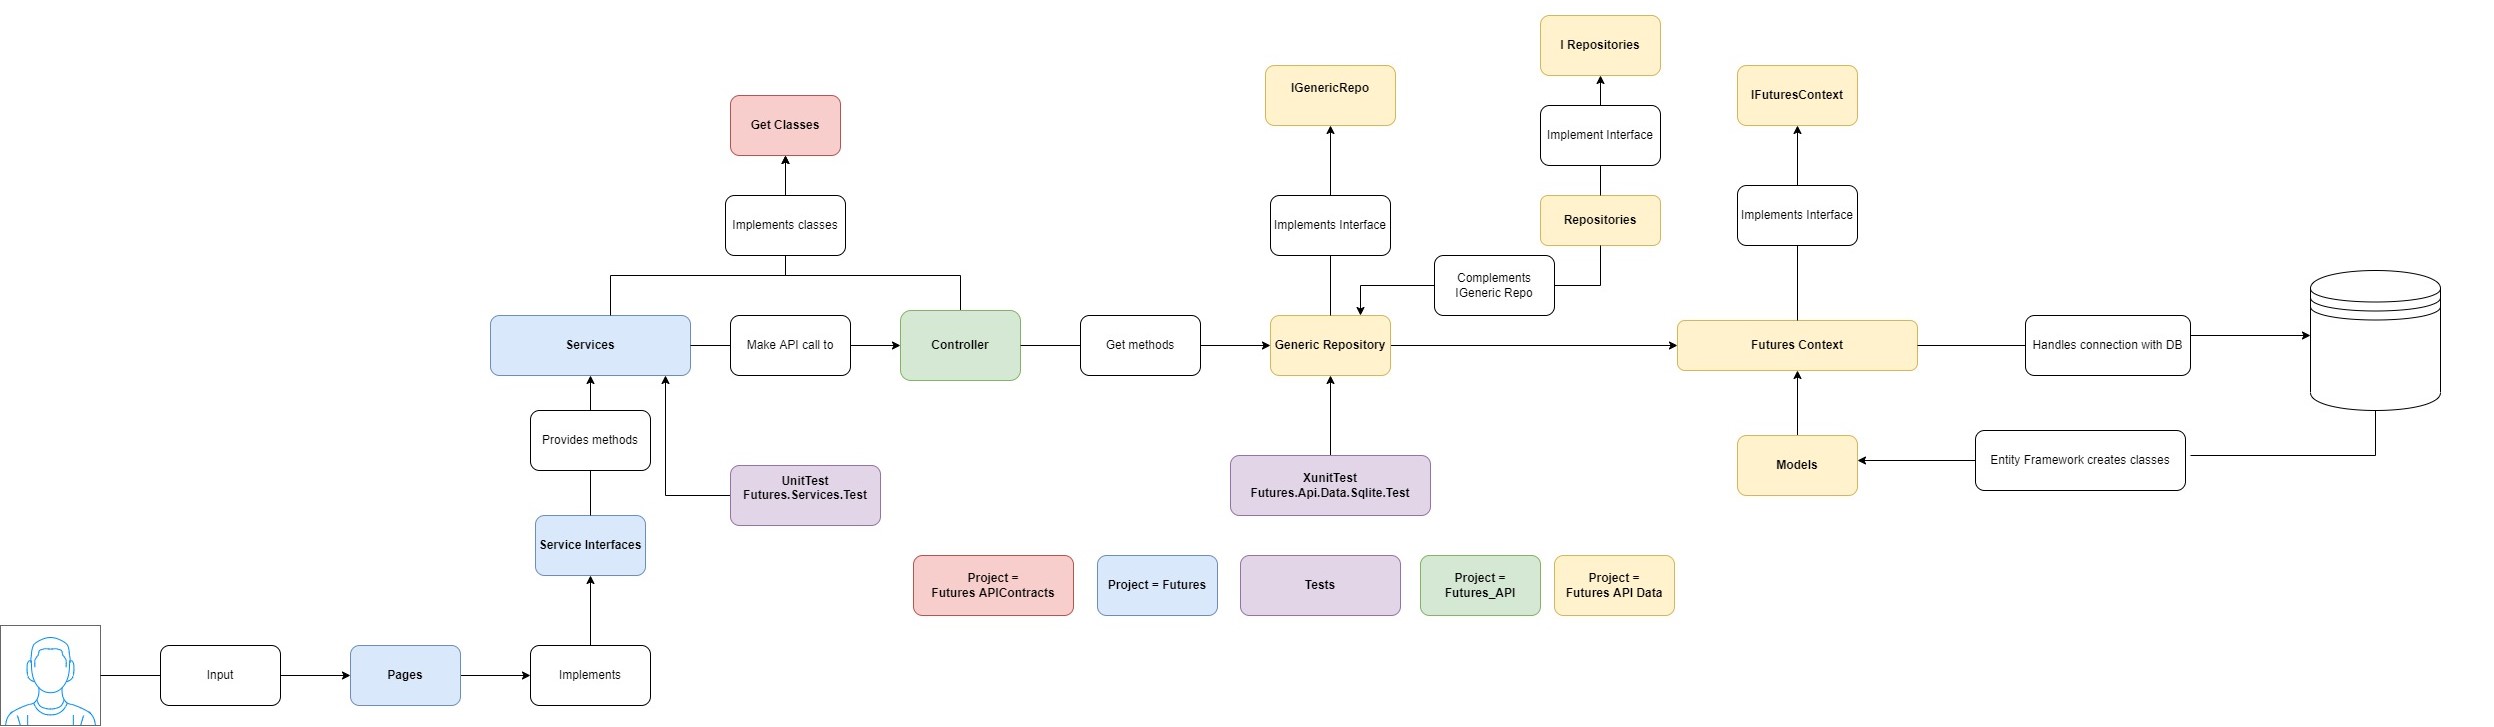 I Repositories
IGenericRepo
IFuturesContext
Get Classes
Implement Interface
Implements classes
Implements Interface
Repositories
Implements Interface
Complements
IGeneric Repo
Services
Make API call to
Controller
Get methods
Generic Repository
Futures Context
Handles connection with DB
Provides methods
UnitTest
Futures.Services.Test
XunitTest
Futures.Api.Data.Sqlite.Test
Models
Entity Framework creates classes
Service Interfaces
Project =
Futures APIContracts
Project = Futures
Tests
Project =
Futures_API
Project =
Futures API Data
Input
Pages
Implements